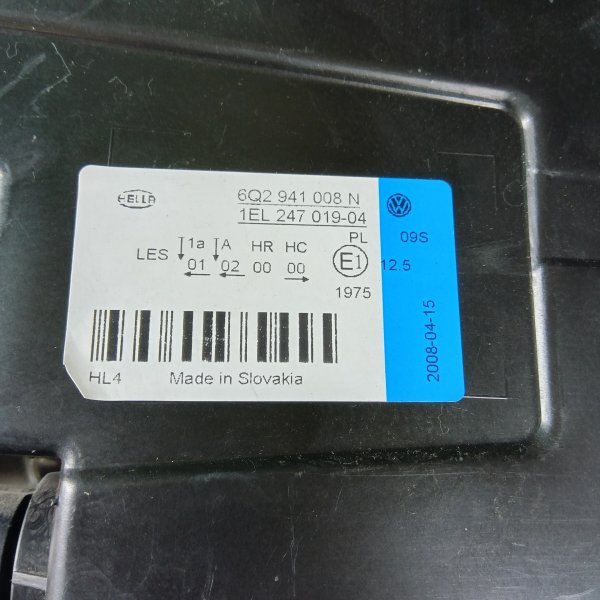 HELLA
6Q2 941 008 N
1EL 247 019-04
LES 1a A HR HC PL
01 02 00 00 E1 12.5
1975
HL4 Made in Slovakia
VW
09S
2008-04-15